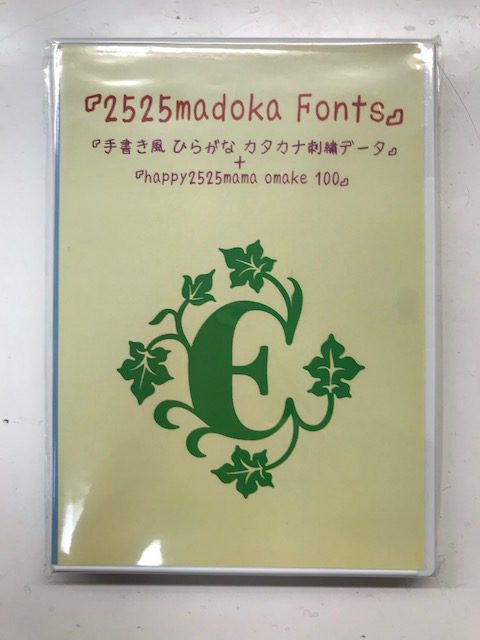 『2525madoka Fonts』
『手書き風 ひらがな カタカナ刺繍データ』
+
『happy2525mama omake 100』
E